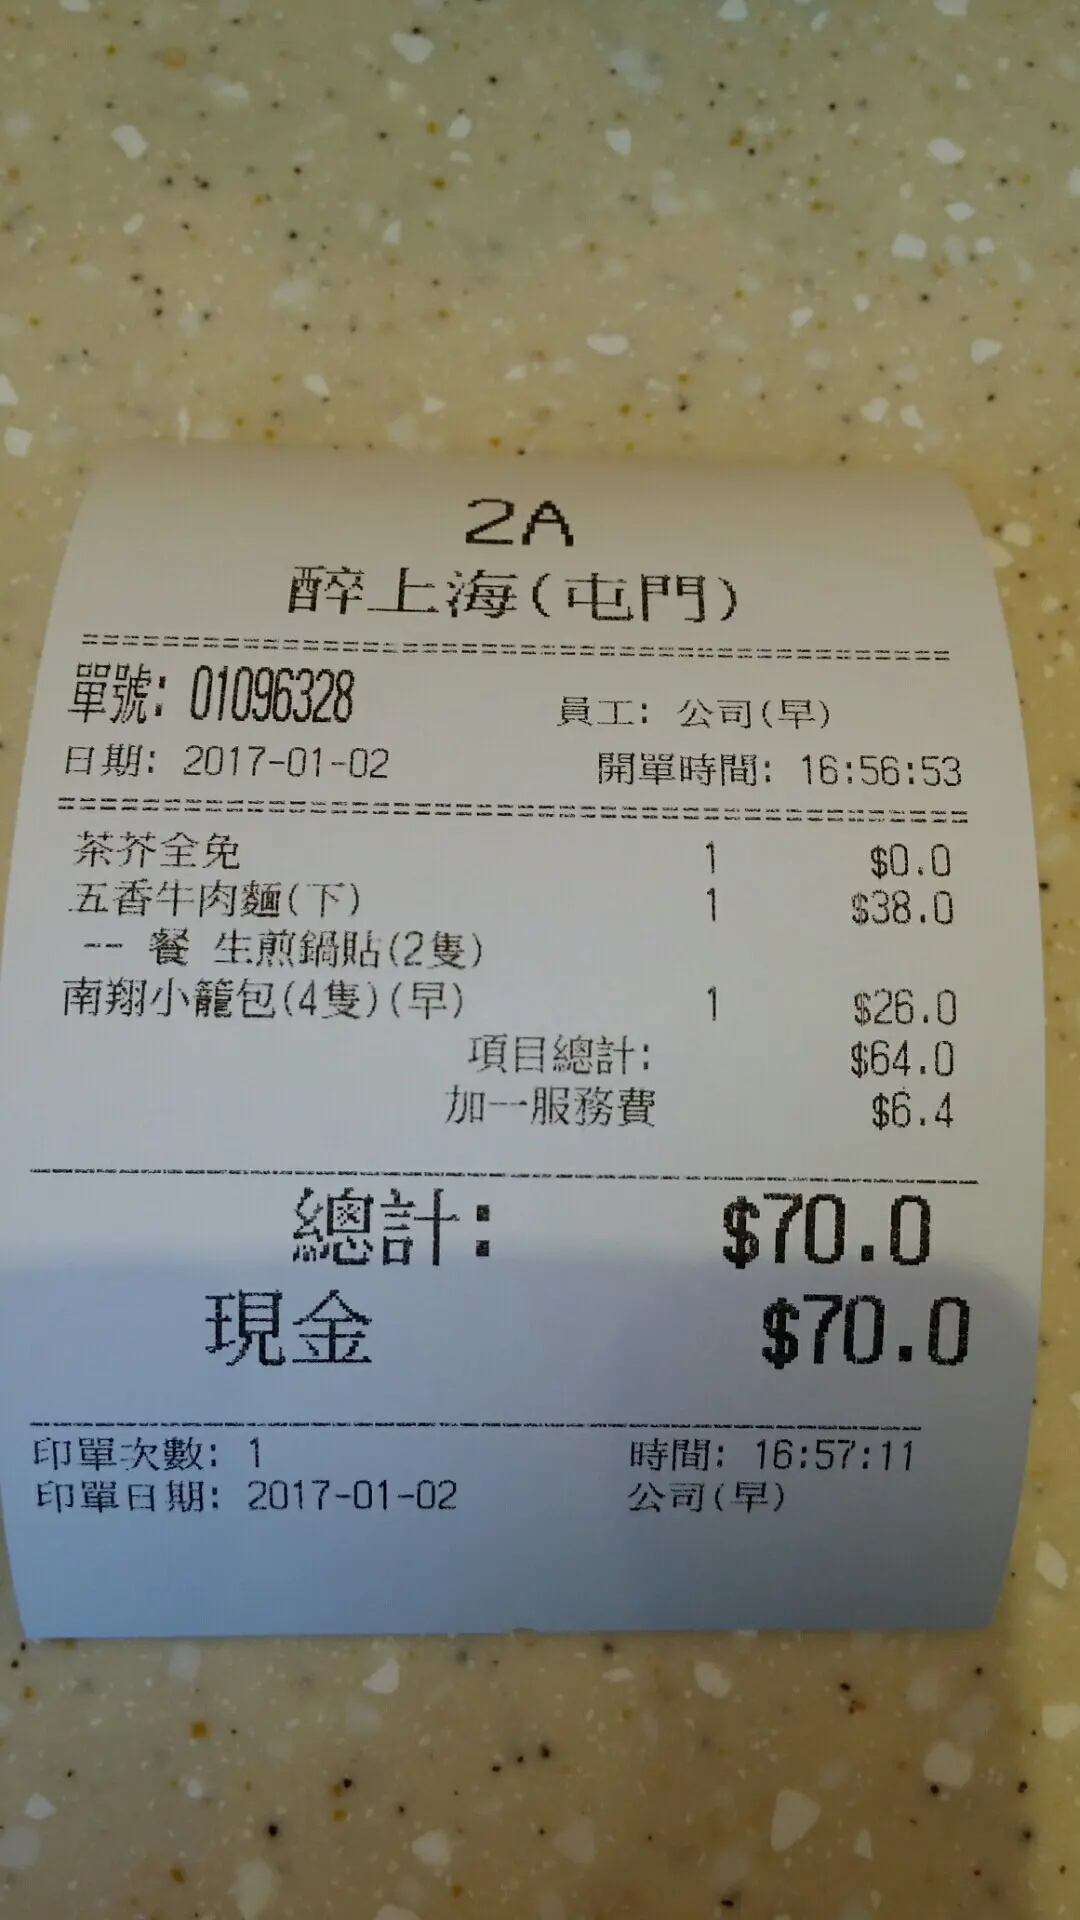 2A
醉上海(屯門)
單號: 01096328 員工: 公司(早)
日期: 2017-01-02 開單時間: 16:56:53
茶芥全免 1 $0.0
五香牛肉麵(下) 1 $38.0
-- 餐 生煎鍋貼(2隻)
南翔小籠包(4隻)(早) 1 $26.0
項目總計: $64.0
加一服務費 $6.4
總計: $70.0
現金 $70.0
印單次數: 1 時間: 16:57:11
印單日期: 2017-01-02 公司(早)